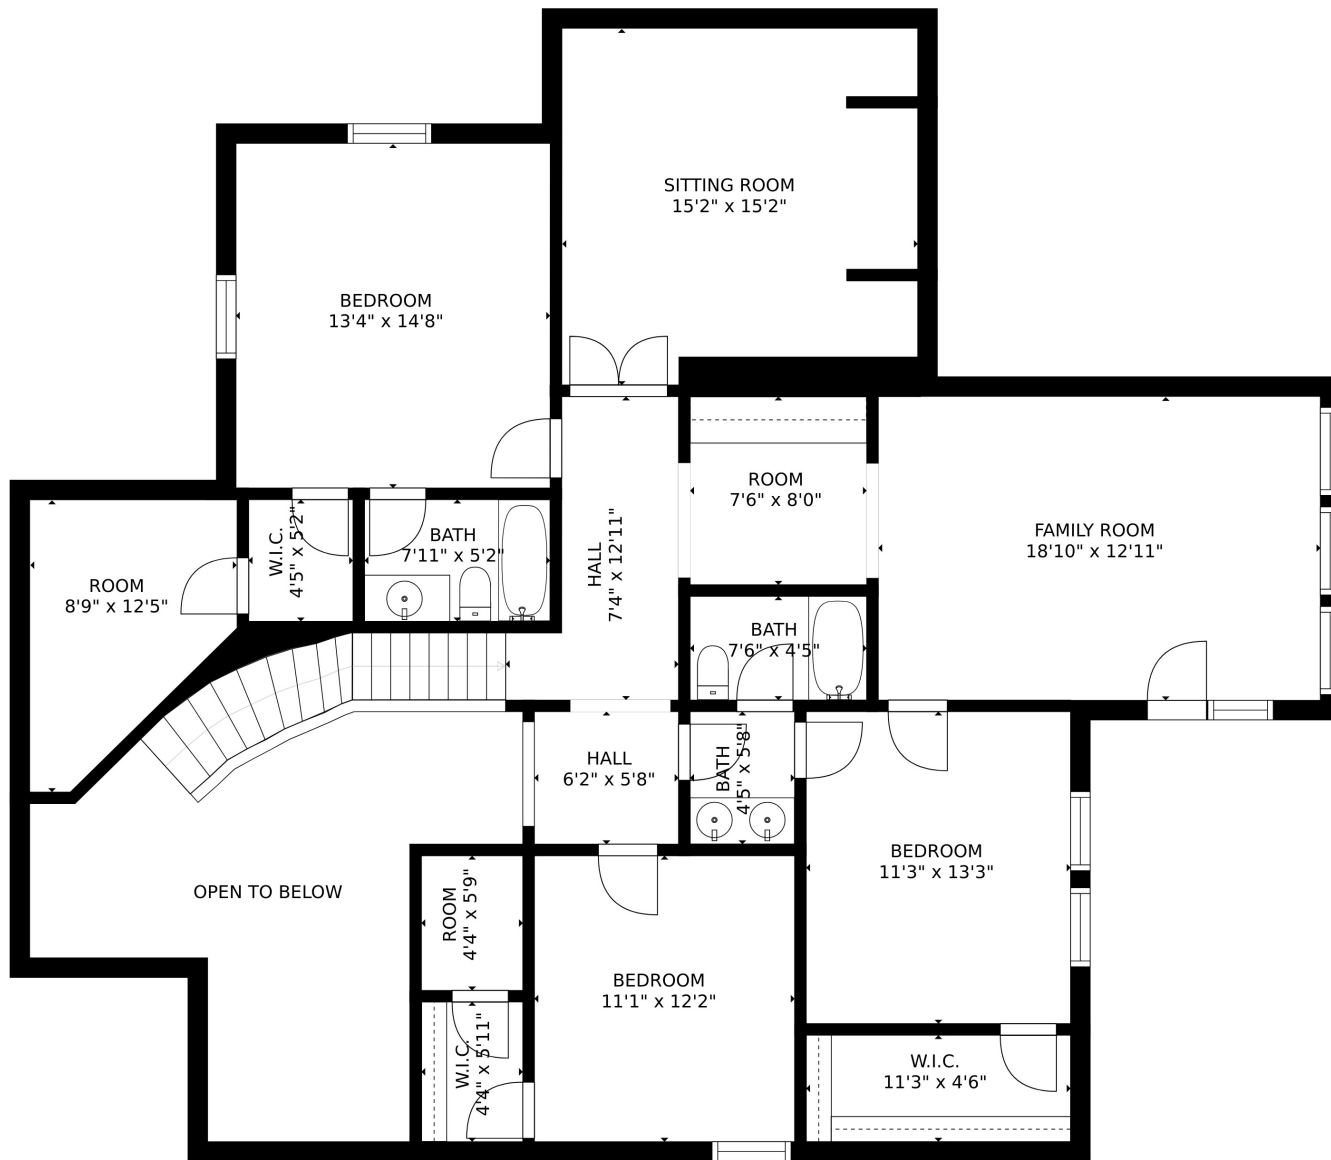 SITTING ROOM
15'2" x 15'2"
BEDROOM
13'4" x 14'8"
ROOM
7'6" x 8'0"
FAMILY ROOM
18'10" x 12'11"
W.I.C.
4'5" x 5'2"
BATH
7'11" x 5'2"
HALL
7'4" x 12'11"
ROOM
8'9" x 12'5"
BATH
7'6" x 4'5"
HALL
6'2" x 5'8"
BATH
4'5" x 5'8"
BEDROOM
11'3" x 13'3"
OPEN TO BELOW
ROOM
4'4" x 5'9"
BEDROOM
11'1" x 12'2"
W.I.C.
4'4" x 5'11"
W.I.C.
11'3" x 4'6"